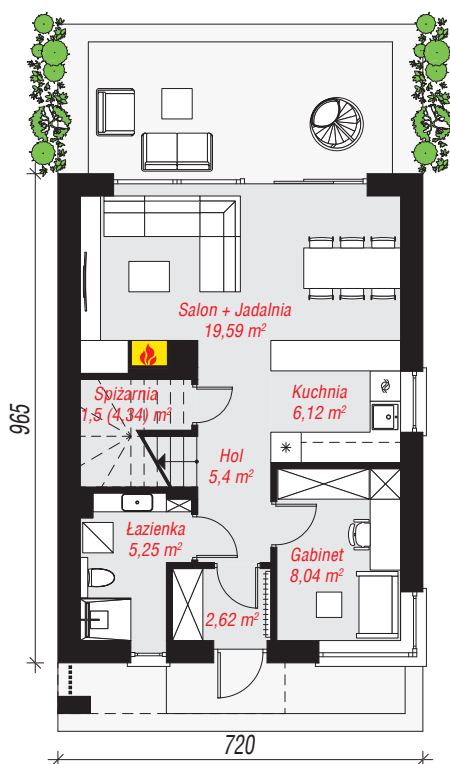 Salon + Jadalnia
19,59 m²
Spiżarnia
1,5 (4,34) m²
Kuchnia
6,12 m²
965
Hol
5,4 m²
Łazienka
5,25 m²
Gabinet
8,04 m²
2,62 m²
720